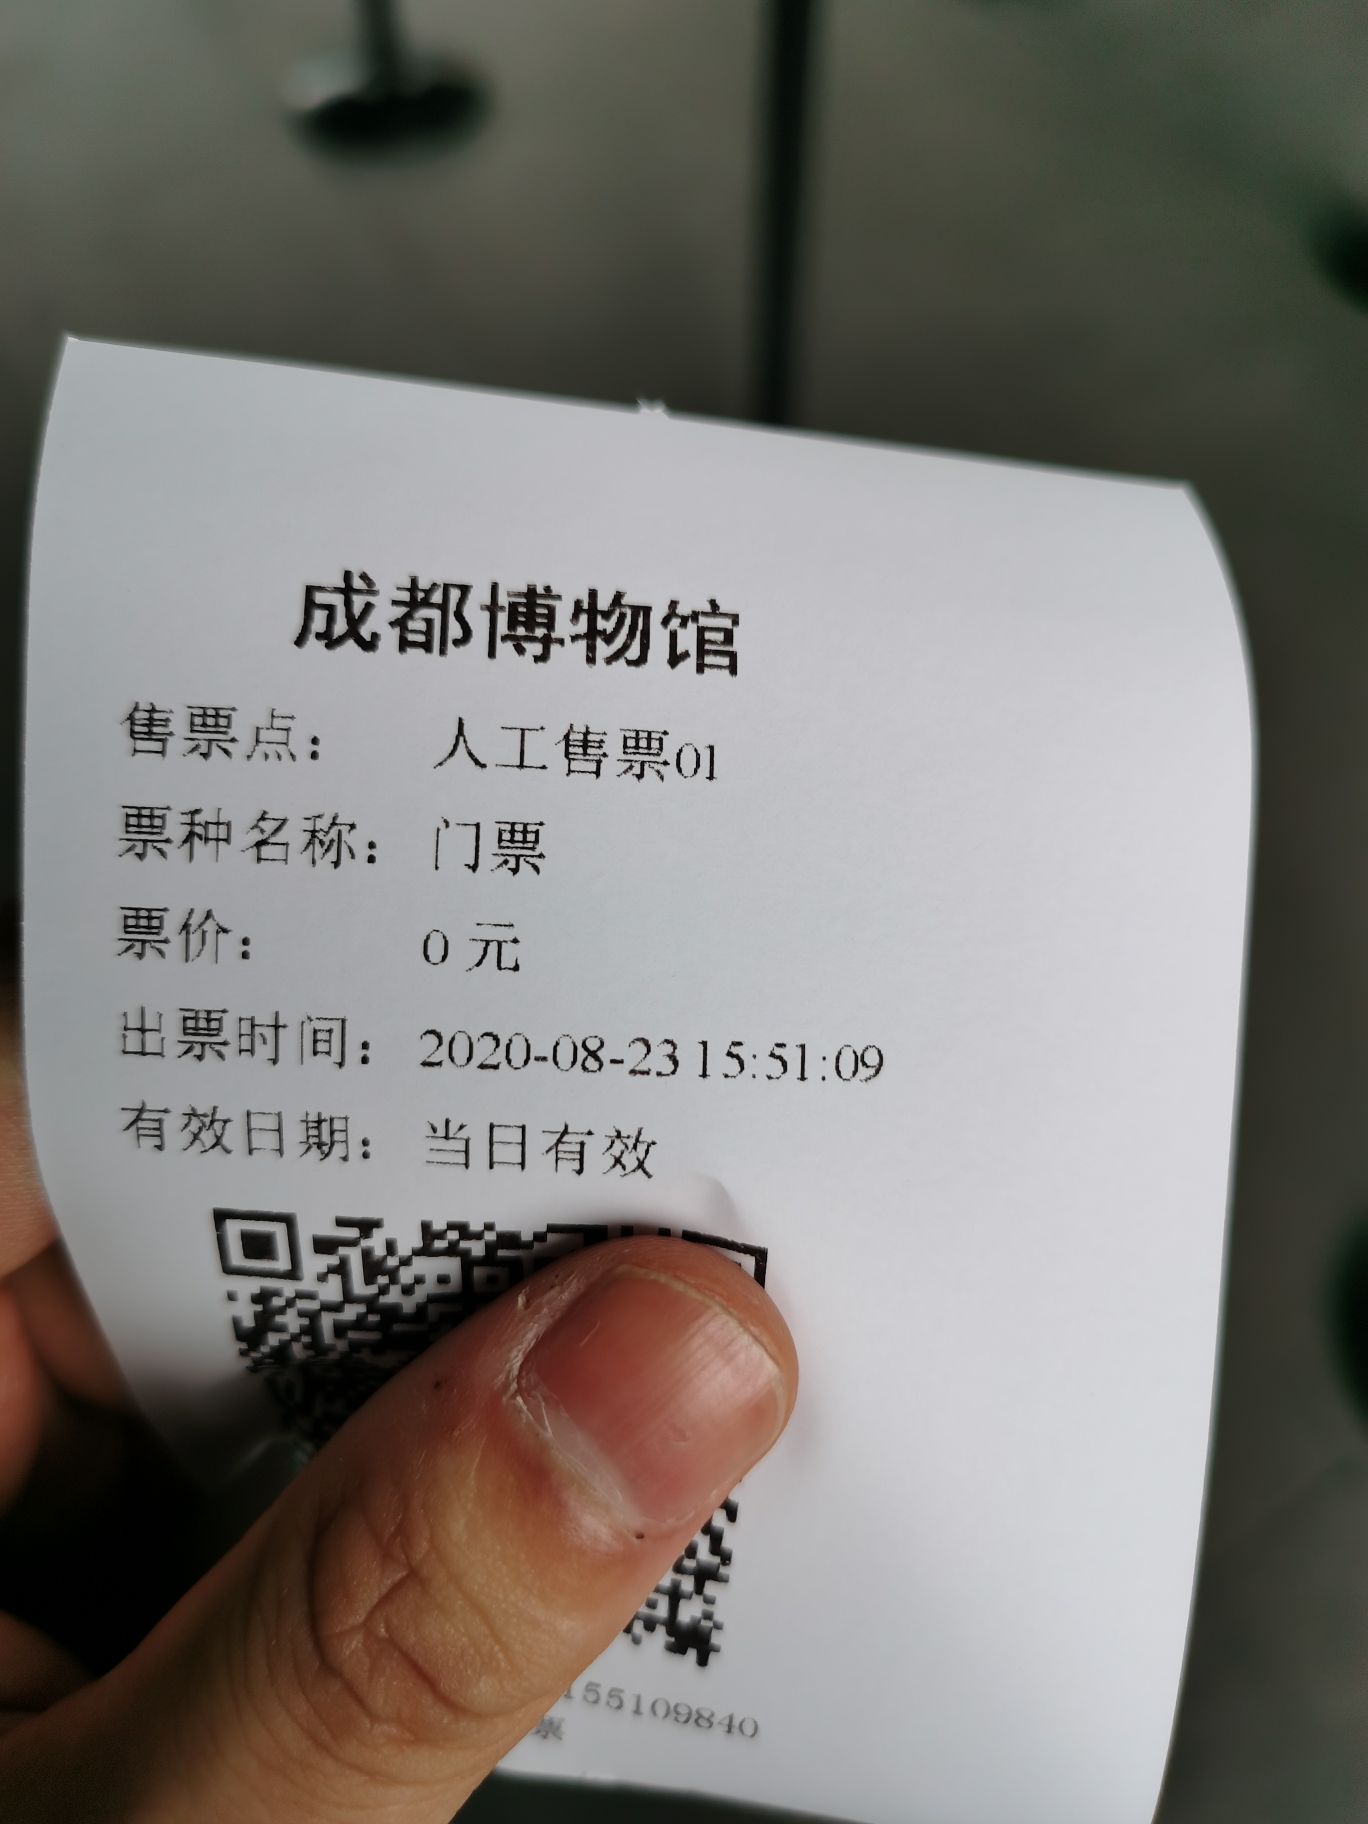 成都博物馆
售票点： 人工售票01
票种名称： 门票
票价： 0 元
出票时间： 2020-08-23 15:51:09
有效日期： 当日有效
155109840
票